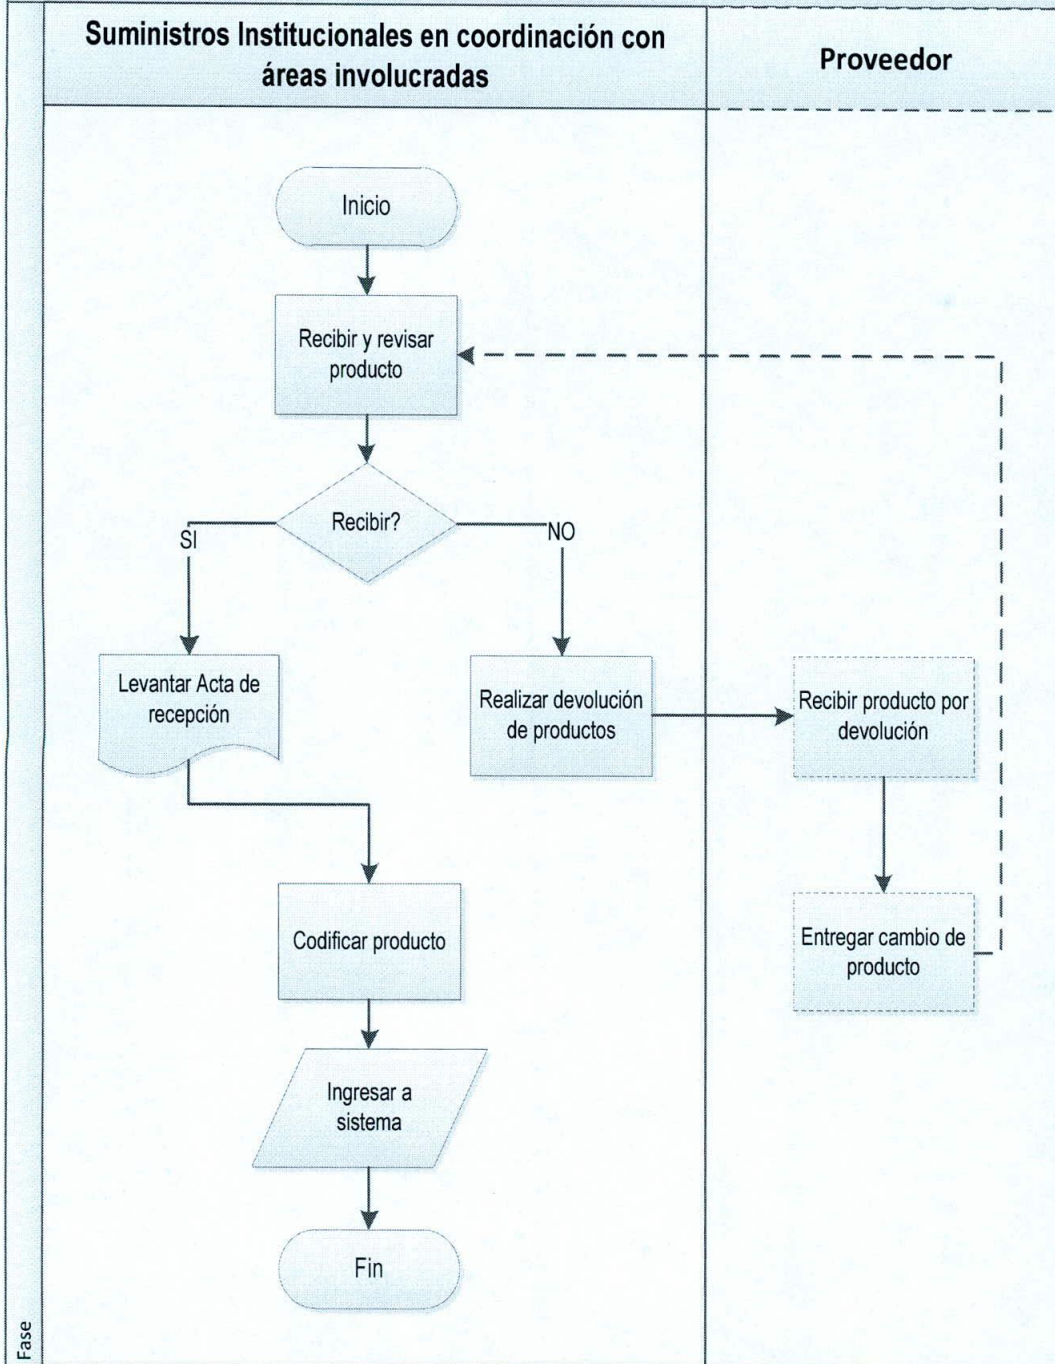 Suministros Institucionales en coordinación con
áreas involucradas
Proveedor
Inicio
Recibir y revisar
producto
Recibir?
SI
NO
Levantar Acta de
recepción
Realizar devolución
de productos
Recibir producto por
devolución
Codificar producto
Entregar cambio de
producto
Ingresar a
sistema
Fin
Fase